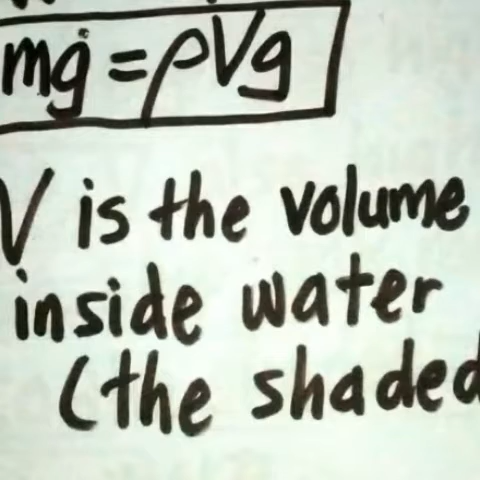 mg = ρVg
V is the volume
inside water
(the shaded